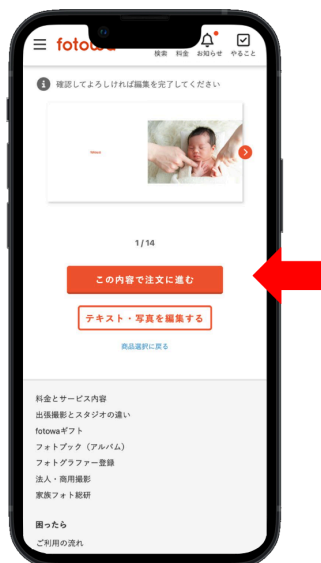 fotowa
検索 料金 お知らせ やること
確認してよろしければ編集を完了してください
1/14
この内容で注文に進む
テキスト・写真を編集する
商品選択に戻る
料金とサービス内容
出張撮影とスタジオの違い
fotowaギフト
フォトブック（アルバム）
フォトグラファー登録
法人・商用撮影
家族フォト総研
困ったら
ご利用の流れ